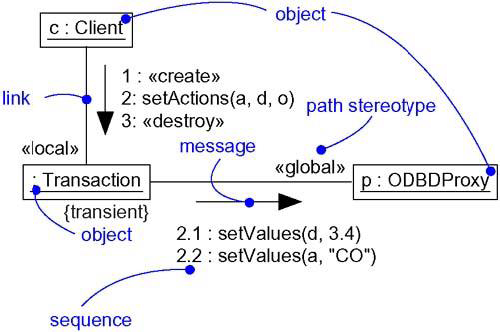 c : Client
object
link
1 : «create»
2: setActions(a, d, o)
3: «destroy»
path stereotype
«local»
message
«global»
: Transaction
p : ODBDProxy
{transient}
object
2.1 : setValues(d, 3.4)
2.2 : setValues(a, "CO")
sequence